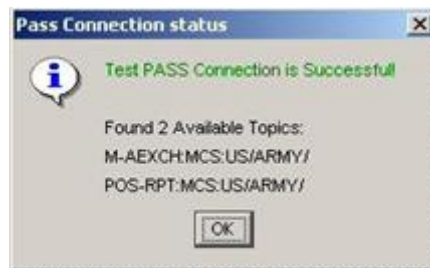 Pass Connection status
Test PASS Connection is Successful!
Found 2 Available Topics:
M-AEXCH:MCS:US/ARMY/
POS-RPT:MCS:US/ARMY/
OK